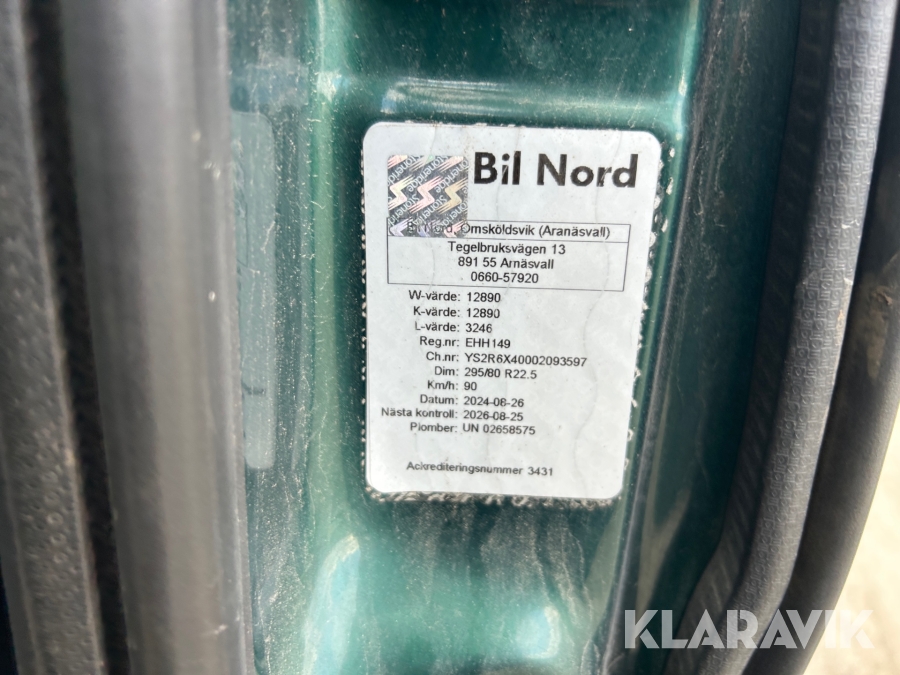 Bil Nord
Stoneridge
Bil Nord, Ömsköldsvik (Aranäsvall)
Tegelbruksvägen 13
891 55 Arnäsvall
0660-57920
W-värde: 12890
K-värde: 12890
L-värde: 3246
Reg.nr: EHH149
Ch.nr: YS2R6X40002093597
Dim: 295/80 R22.5
Km/h: 90
Datum: 2024-08-26
Nästa kontroll: 2026-08-25
Plomber: UN 02658575
Ackrediteringsnummer 3431
KLARAVIK